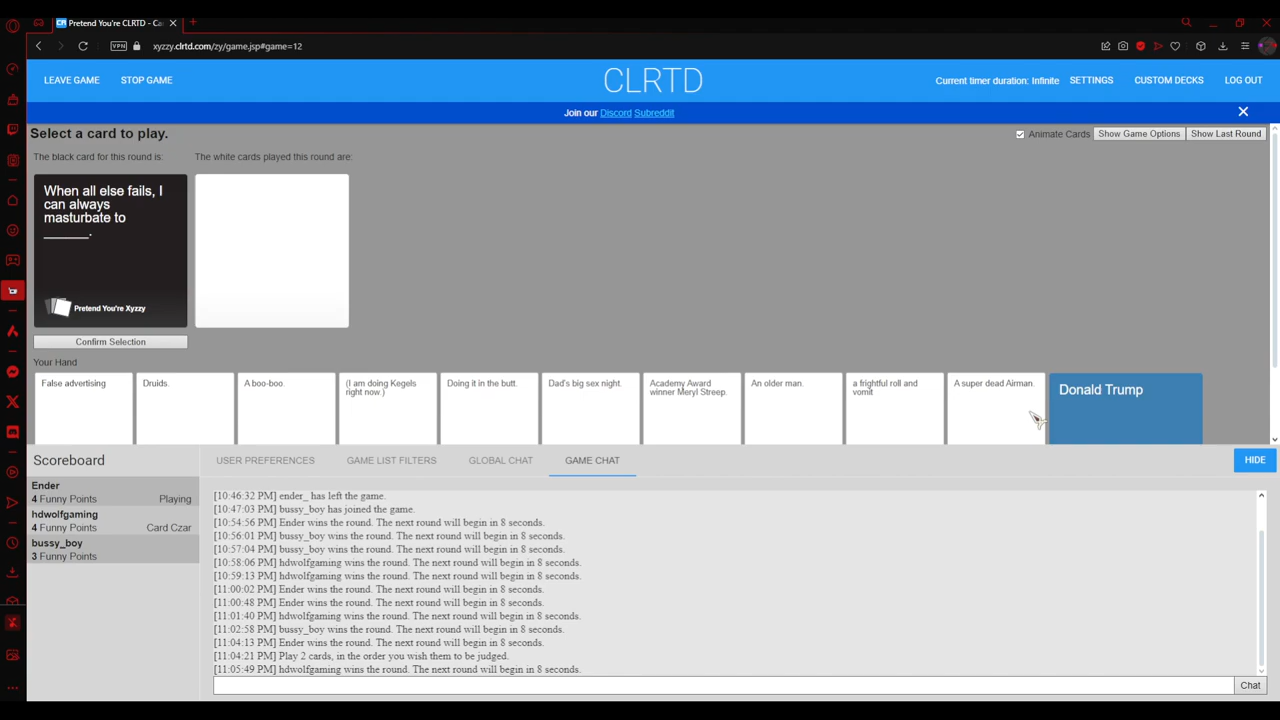 Pretend You're CLRTD - Ca
VPN
xyzzy.clrtd.com/zy/game.jsp#game=12
LEAVE GAME
STOP GAME
CLRTD
Current timer duration: Infinite
SETTINGS
CUSTOM DECKS
LOG OUT
Join our Discord Subreddit
Select a card to play.
Animate Cards
Show Game Options
Show Last Round
The black card for this round is:
The white cards played this round are:
When all else fails, I
can always
masturbate to
______.
Pretend You're Xyzzy
Confirm Selection
Your Hand
False advertising
Druids.
A boo-boo.
(I am doing Kegels
right now.)
Doing it in the butt.
Dad's big sex night.
Academy Award
winner Meryl Streep.
An older man.
a frightful roll and
vomit
A super dead Airman.
Donald Trump
Scoreboard
USER PREFERENCES
GAME LIST FILTERS
GLOBAL CHAT
GAME CHAT
HIDE
Ender
4 Funny Points
Playing
hdwolfgaming
4 Funny Points
Card Czar
bussy_boy
3 Funny Points
[10:46:32 PM] ender_ has left the game.
[10:47:03 PM] bussy_boy has joined the game.
[10:54:56 PM] Ender wins the round. The next round will begin in 8 seconds.
[10:56:01 PM] bussy_boy wins the round. The next round will begin in 8 seconds.
[10:57:04 PM] bussy_boy wins the round. The next round will begin in 8 seconds.
[10:58:06 PM] hdwolfgaming wins the round. The next round will begin in 8 seconds.
[10:59:13 PM] hdwolfgaming wins the round. The next round will begin in 8 seconds.
[11:00:02 PM] Ender wins the round. The next round will begin in 8 seconds.
[11:00:48 PM] Ender wins the round. The next round will begin in 8 seconds.
[11:01:40 PM] hdwolfgaming wins the round. The next round will begin in 8 seconds.
[11:02:58 PM] bussy_boy wins the round. The next round will begin in 8 seconds.
[11:04:13 PM] Ender wins the round. The next round will begin in 8 seconds.
[11:04:21 PM] Play 2 cards, in the order you wish them to be judged.
[11:05:49 PM] hdwolfgaming wins the round. The next round will begin in 8 seconds.
Chat